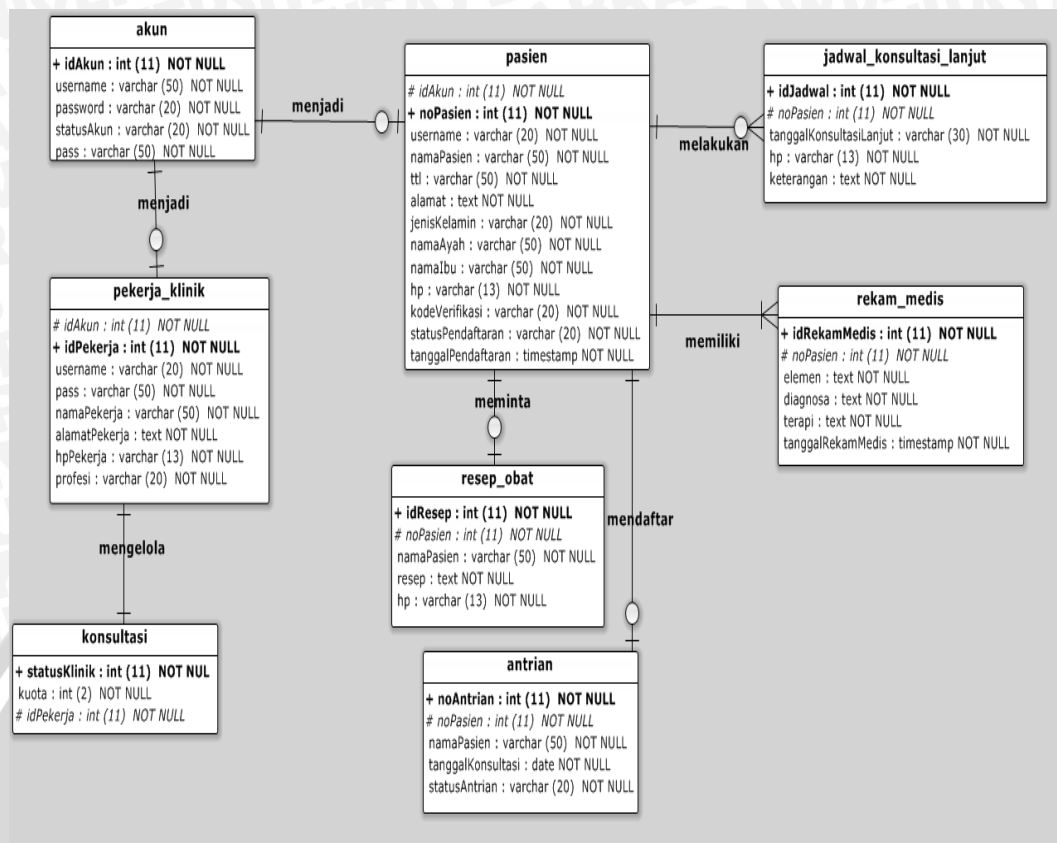 akun
+ idAkun : int (11) NOT NULL
username : varchar (50) NOT NULL
password : varchar (20) NOT NULL
statusAkun : varchar (20) NOT NULL
pass : varchar (50) NOT NULL
menjadi
pasien
# idAkun : int (11) NOT NULL
+ noPasien : int (11) NOT NULL
username : varchar (20) NOT NULL
namaPasien : varchar (50) NOT NULL
ttl : varchar (50) NOT NULL
alamat : text NOT NULL
jenisKelamin : varchar (20) NOT NULL
namaAyah : varchar (50) NOT NULL
namaIbu : varchar (50) NOT NULL
hp : varchar (13) NOT NULL
kodeVerifikasi : varchar (20) NOT NULL
statusPendaftaran : varchar (20) NOT NULL
tanggalPendaftaran : timestamp NOT NULL
melakukan
jadwal_konsultasi_lanjut
+ idJadwal : int (11) NOT NULL
# noPasien : int (11) NOT NULL
tanggalKonsultasiLanjut : varchar (30) NOT NULL
hp : varchar (13) NOT NULL
keterangan : text NOT NULL
menjadi
pekerja_klinik
# idAkun : int (11) NOT NULL
+ idPekerja : int (11) NOT NULL
username : varchar (20) NOT NULL
pass : varchar (50) NOT NULL
namaPekerja : varchar (50) NOT NULL
alamatPekerja : text NOT NULL
hpPekerja : varchar (13) NOT NULL
profesi : varchar (20) NOT NULL
memiliki
rekam_medis
+ idRekamMedis : int (11) NOT NULL
# noPasien : int (11) NOT NULL
elemen : text NOT NULL
diagnosa : text NOT NULL
terapi : text NOT NULL
tanggalRekamMedis : timestamp NOT NULL
meminta
resep_obat
+ idResep : int (11) NOT NULL
# noPasien : int (11) NOT NULL
namaPasien : varchar (50) NOT NULL
resep : text NOT NULL
hp : varchar (13) NOT NULL
mendaftar
mengelola
konsultasi
+ statusKlinik : int (11) NOT NUL
kuota : int (2) NOT NULL
# idPekerja : int (11) NOT NULL
antrian
+ noAntrian : int (11) NOT NULL
# noPasien : int (11) NOT NULL
namaPasien : varchar (50) NOT NULL
tanggalKonsultasi : date NOT NULL
statusAntrian : varchar (20) NOT NULL